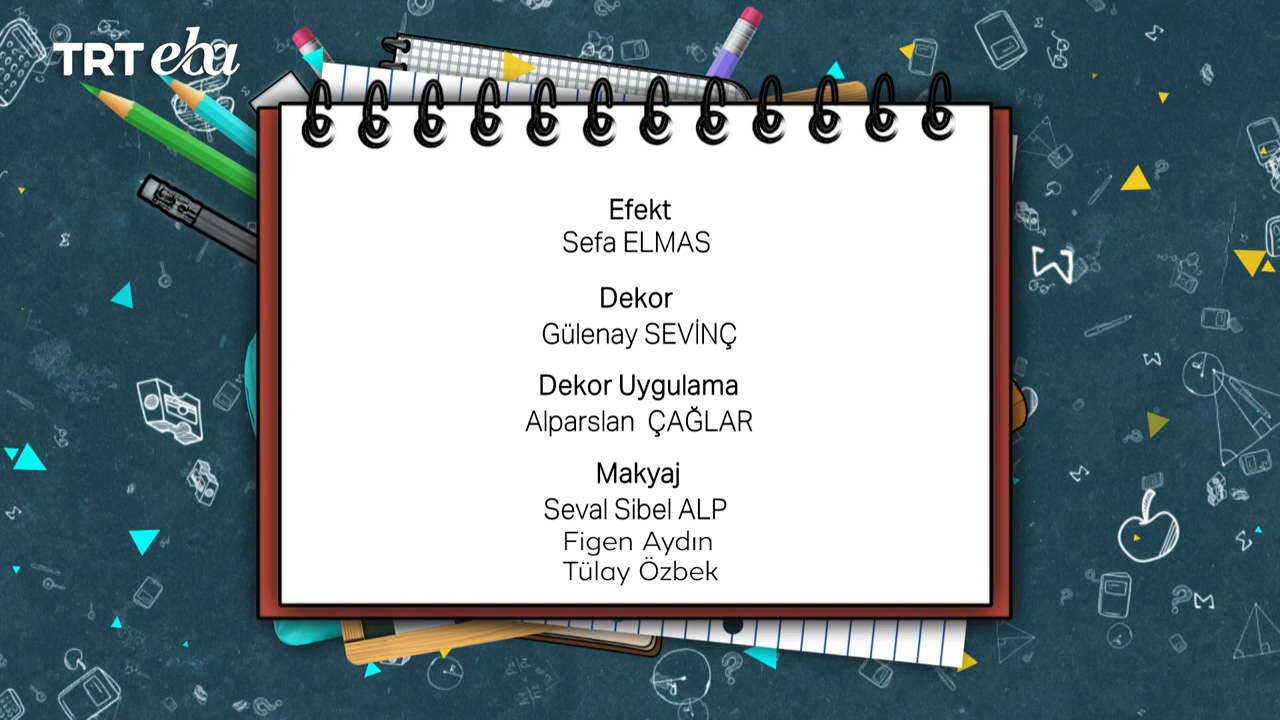 TRT eba
Efekt
Sefa ELMAS
Dekor
Gülenay SEVİNÇ
Dekor Uygulama
Alparslan ÇAĞLAR
Makyaj
Seval Sibel ALP
Figen Aydın
Tülay Özbek